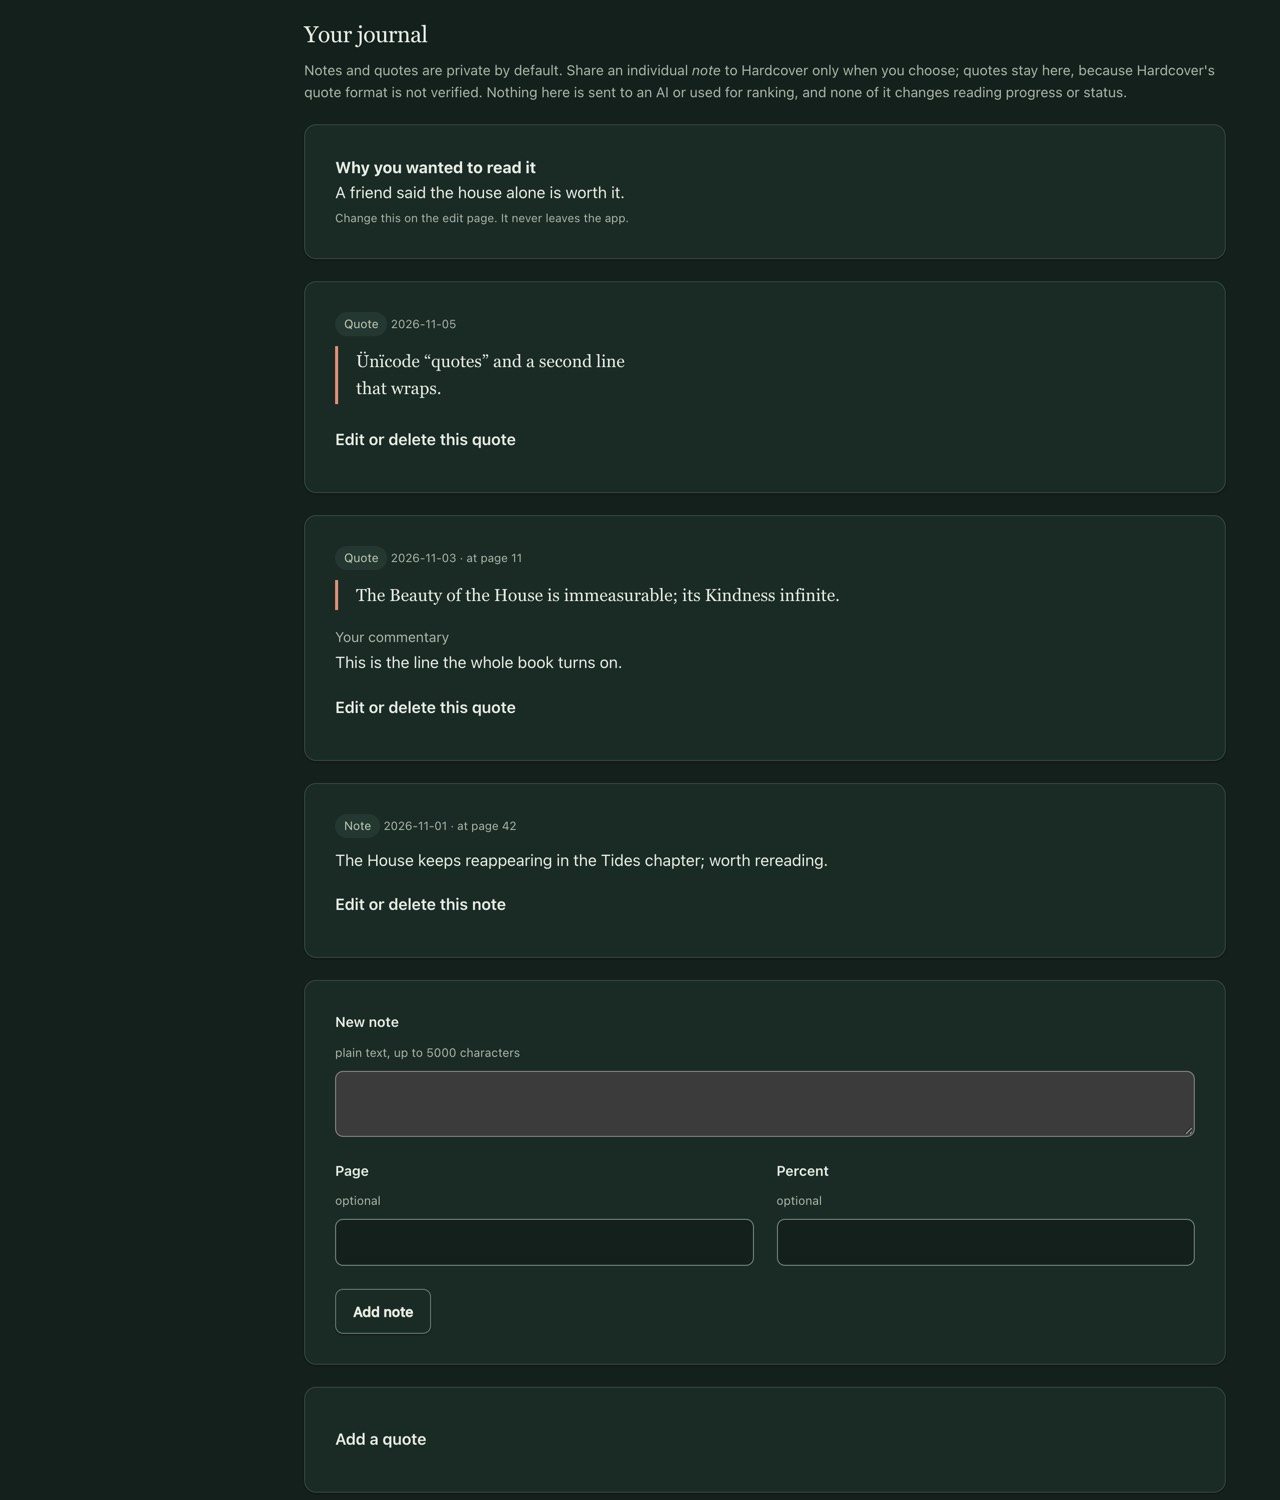 Your journal
Notes and quotes are private by default. Share an individual note to Hardcover only when you choose; quotes stay here, because Hardcover's
quote format is not verified. Nothing here is sent to an AI or used for ranking, and none of it changes reading progress or status.
Why you wanted to read it
A friend said the house alone is worth it.
Change this on the edit page. It never leaves the app.
Quote 2026-11-05
Ünïcode “quotes” and a second line
that wraps.
Edit or delete this quote
Quote 2026-11-03 · at page 11
The Beauty of the House is immeasurable; its Kindness infinite.
Your commentary
This is the line the whole book turns on.
Edit or delete this quote
Note 2026-11-01 · at page 42
The House keeps reappearing in the Tides chapter; worth rereading.
Edit or delete this note
New note
plain text, up to 5000 characters
Page Percent
optional optional
Add note
Add a quote